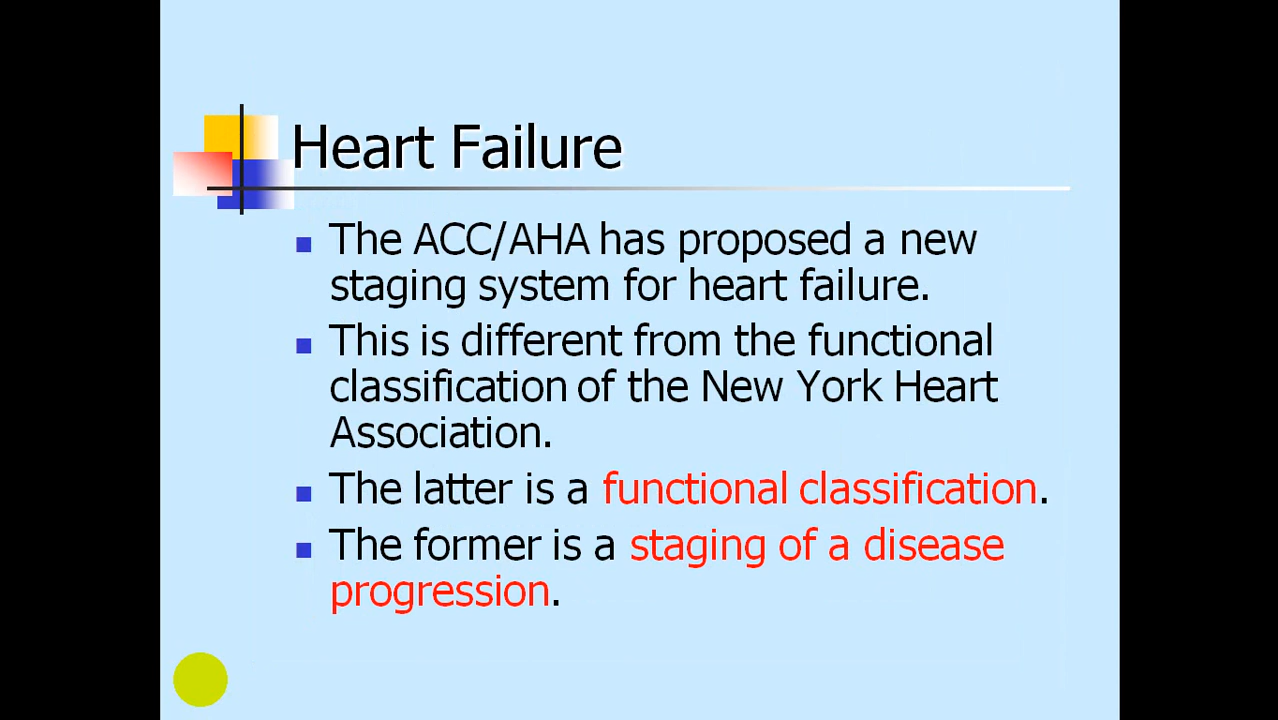 Heart Failure
The ACC/AHA has proposed a new
staging system for heart failure.
This is different from the functional
classification of the New York Heart
Association.
The latter is a functional classification.
The former is a staging of a disease
progression.